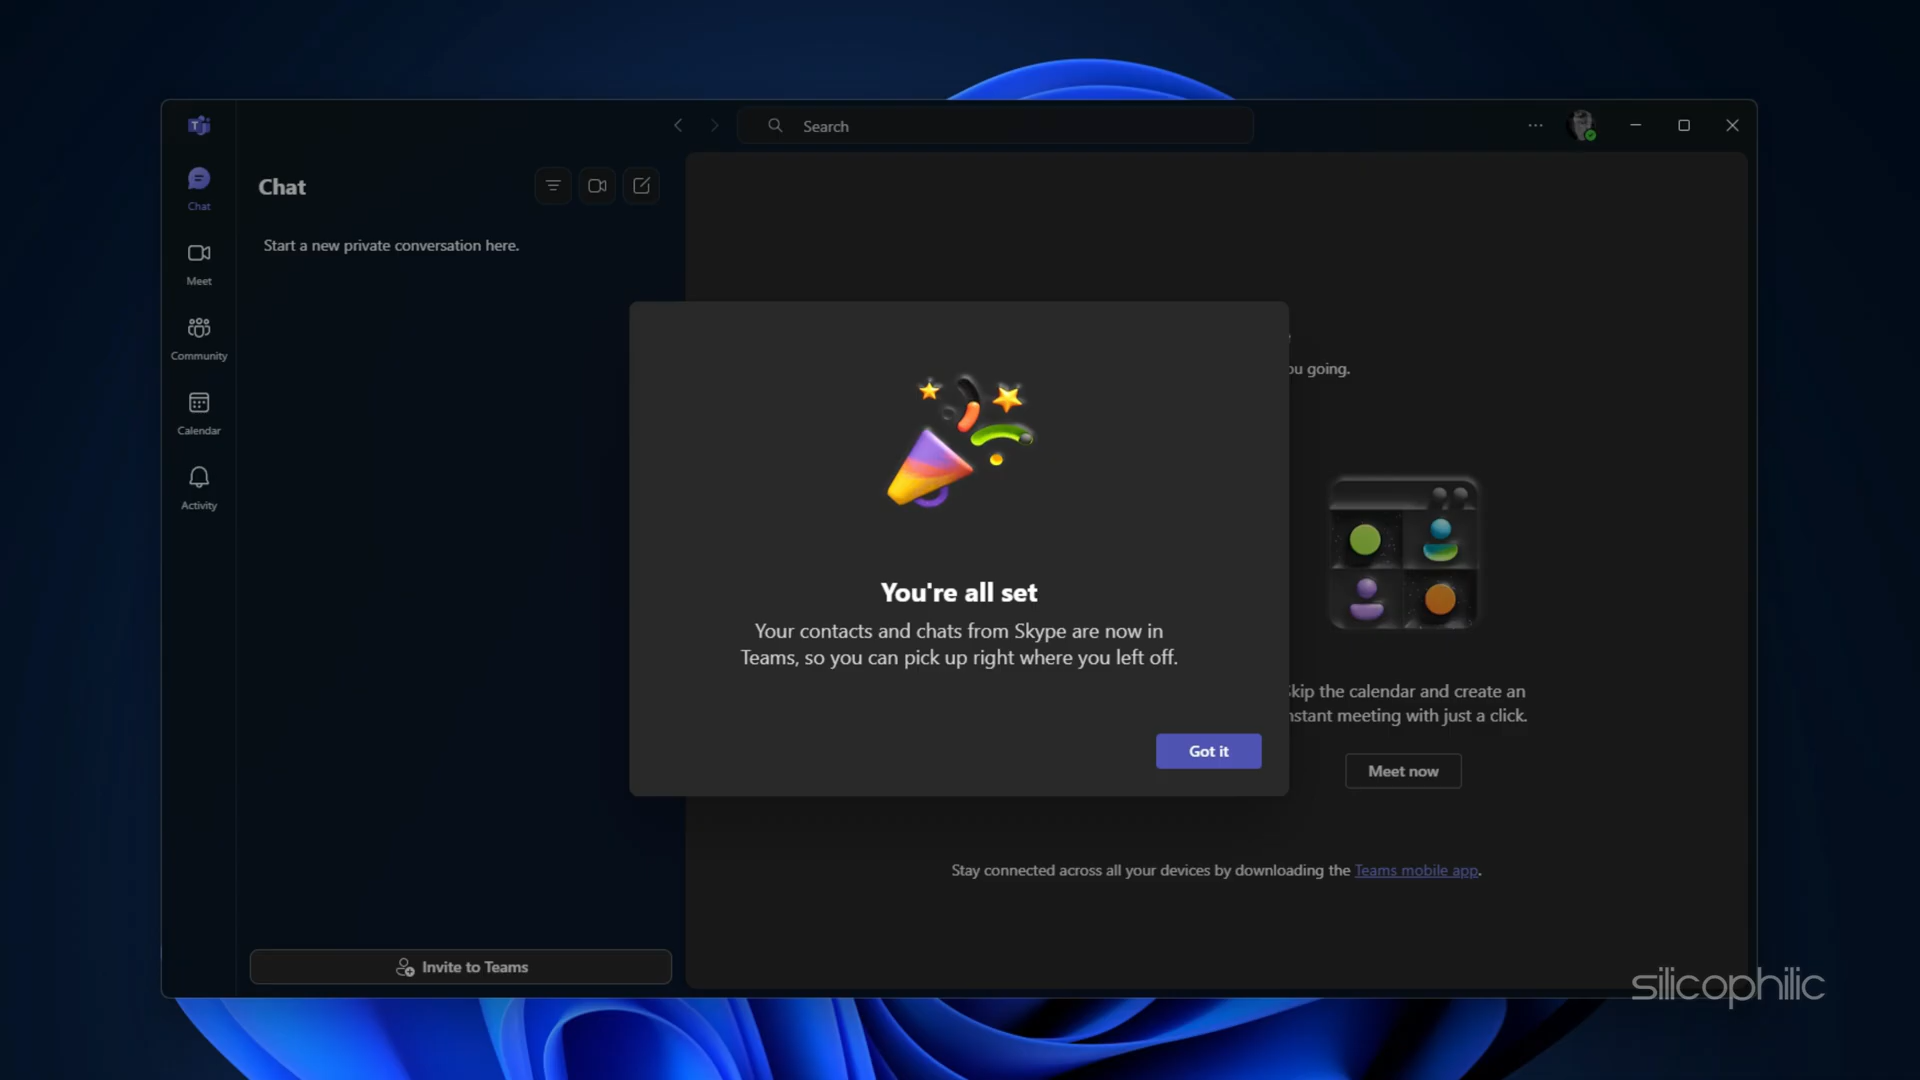 Search
Chat
Chat
Start a new private conversation here.
Meet
Community
Calendar
Activity
ou going.
You're all set
Your contacts and chats from Skype are now in
Teams, so you can pick up right where you left off.
Got it
Skip the calendar and create an
nstant meeting with just a click.
Meet now
Stay connected across all your devices by downloading the Teams mobile app.
Invite to Teams
silicophilic